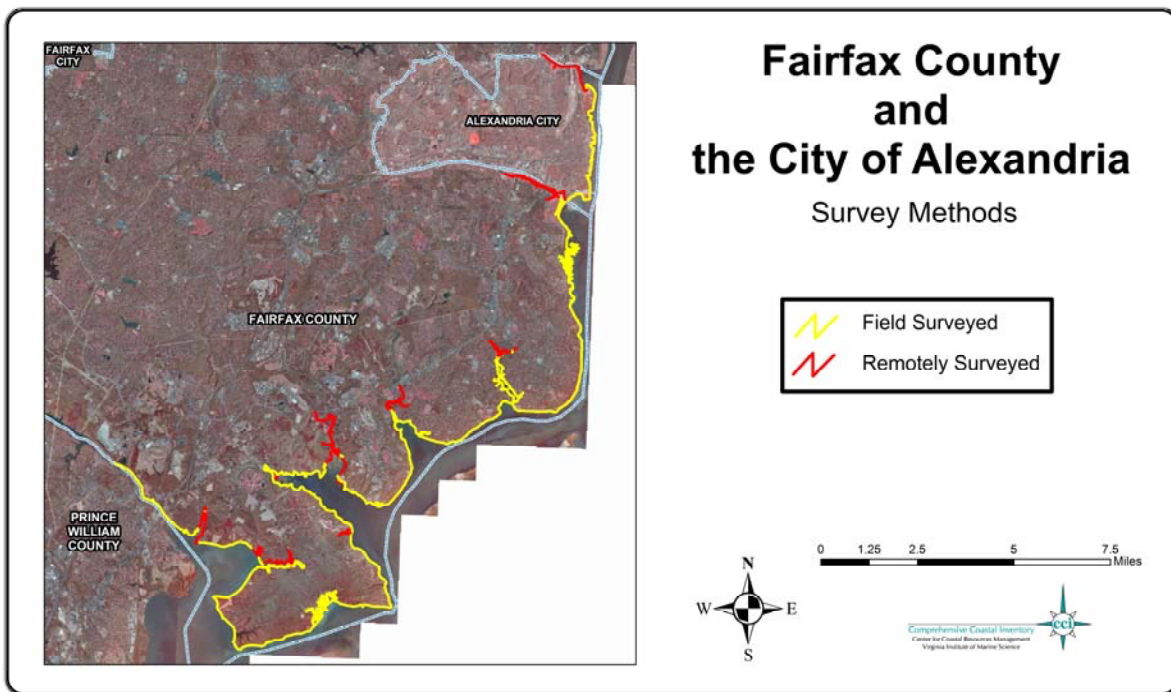 FAIRFAX
CITY
ALEXANDRIA CITY
FAIRFAX COUNTY
PRINCE
WILLIAM
COUNTY
Fairfax County
and
the City of Alexandria
Survey Methods
Field Surveyed
Remotely Surveyed
0 1.25 2.5 5 7.5
Miles
N
W E
S
Comprehensive Coastal Inventory
Center for Coastal Resources Management
Virginia Institute of Marine Science
cci